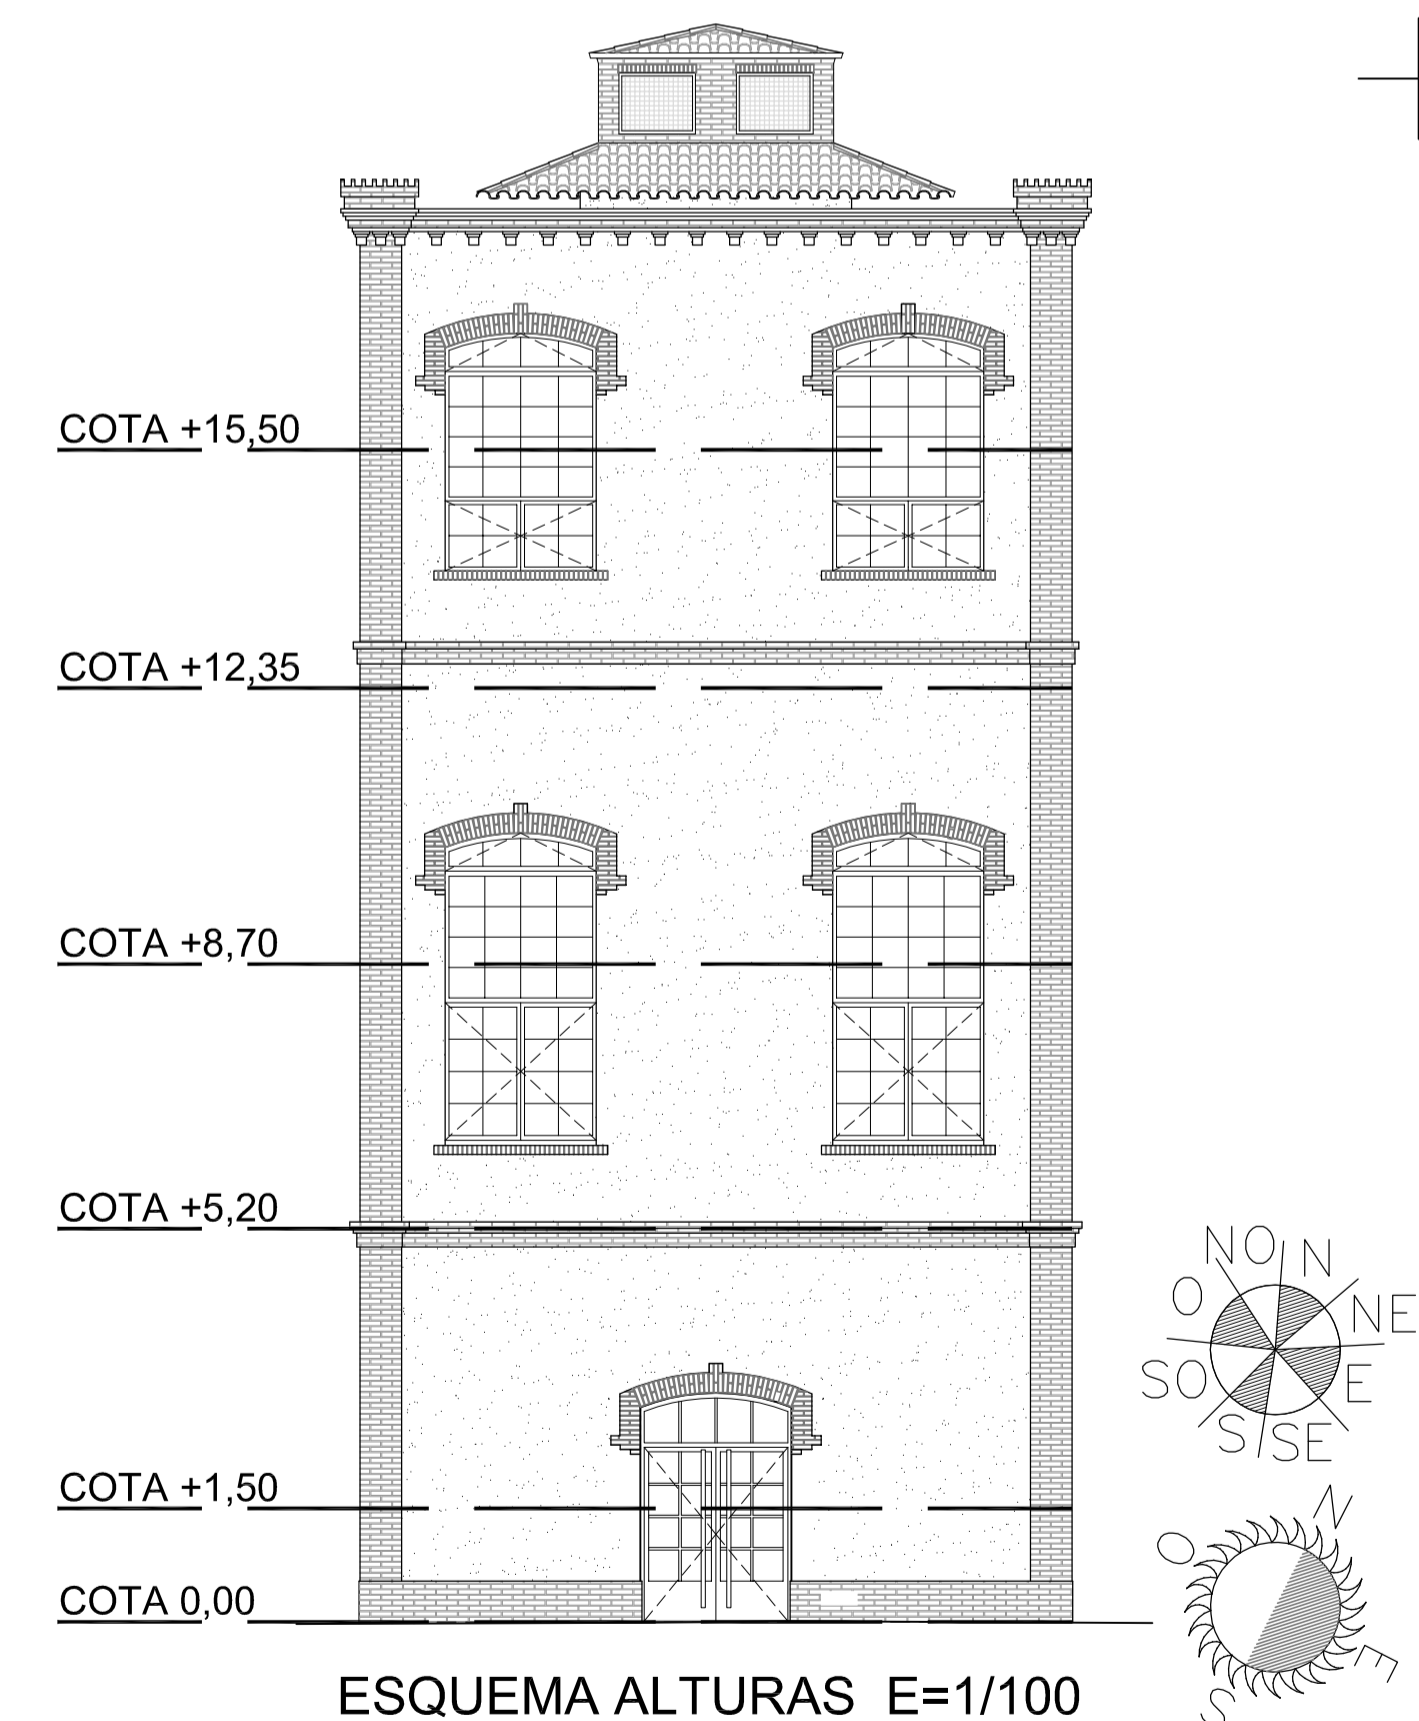 COTA +15,50
COTA +12,35
COTA +8,70
COTA +5,20
NO N
O NE
SO E
S SE
COTA +1,50
N
O
COTA 0,00
E
S
ESQUEMA ALTURAS E=1/100